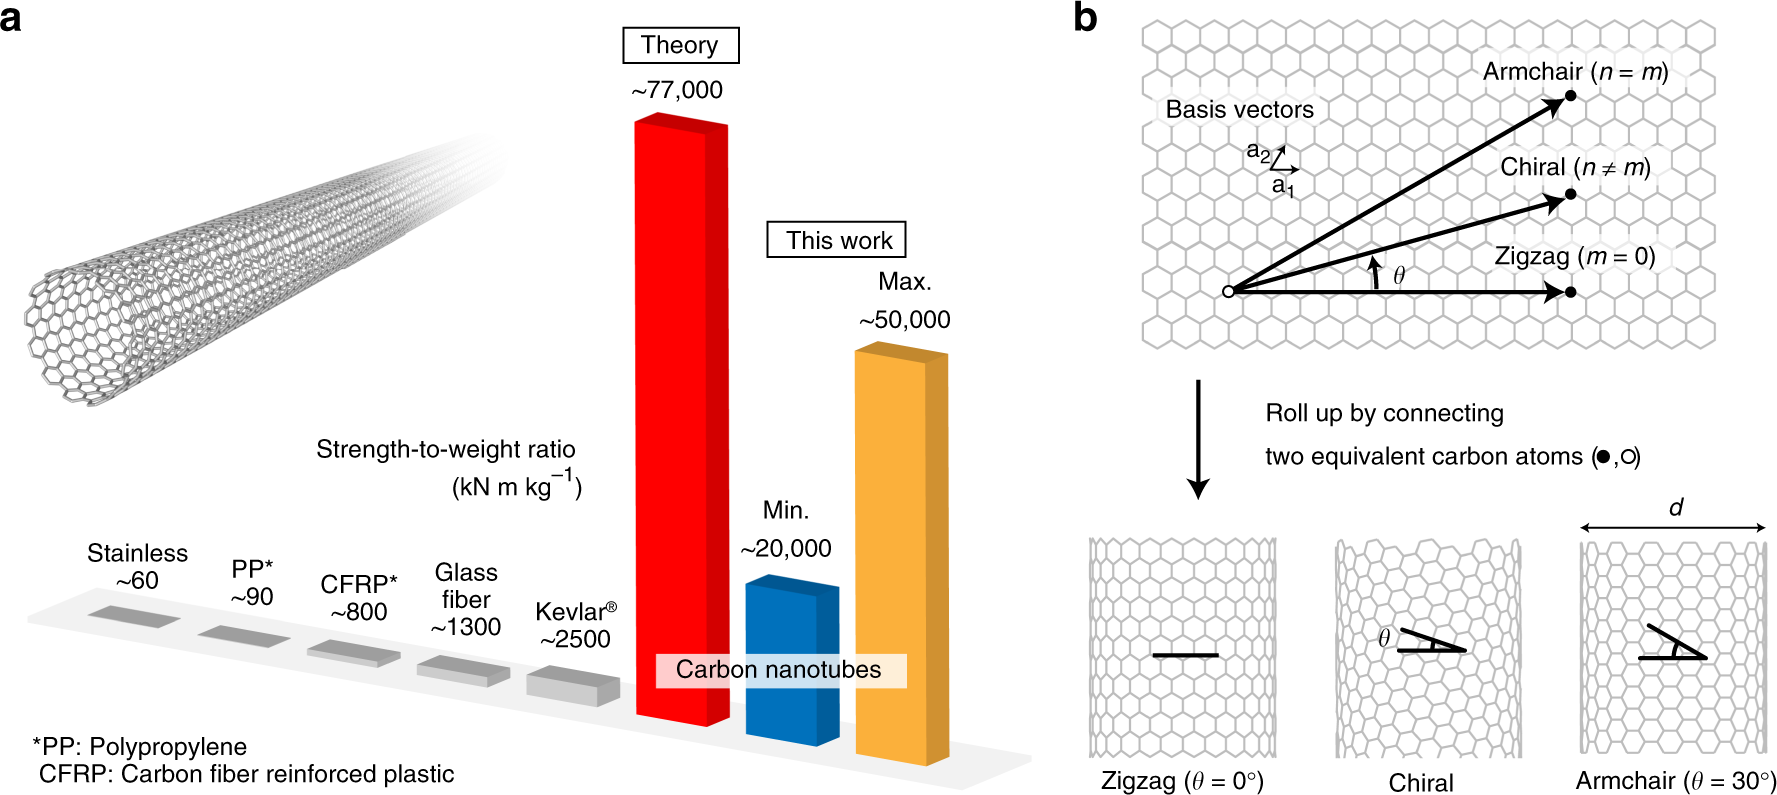 a
Theory
~77,000
This work
Max.
~50,000
Min.
~20,000
Strength-to-weight ratio
(kN m kg⁻¹)
Stainless
~60
PP*
~90
CFRP*
~800
Glass
fiber
~1300
Kevlar®
~2500
Carbon nanotubes
*PP: Polypropylene
CFRP: Carbon fiber reinforced plastic
b
Armchair (n = m)
Basis vectors
a₂
a₁
Chiral (n ≠ m)
Zigzag (m = 0)
θ
Roll up by connecting
two equivalent carbon atoms (●,○)
d
θ
Zigzag (θ = 0°)
Chiral
Armchair (θ = 30°)